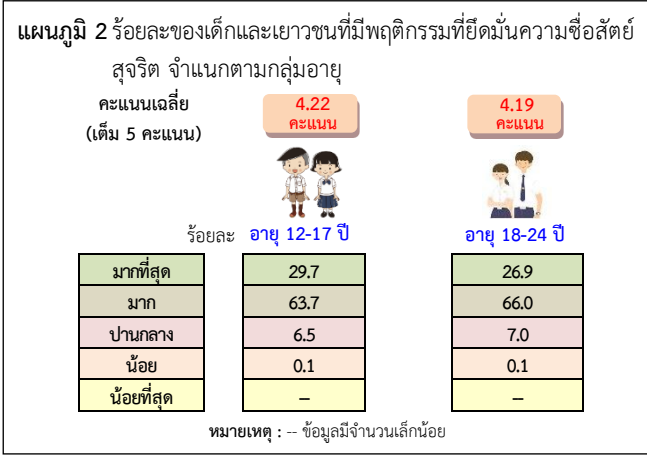 แผนภูมิ 2 ร้อยละของเด็กและเยาวชนที่มีพฤติกรรมที่ยึดมั่นความซื่อสัตย์
สุจริต จำแนกตามกลุ่มอายุ
คะแนนเฉลี่ย
(เต็ม 5 คะแนน)
4.22
คะแนน
4.19
คะแนน
ร้อยละ อายุ 12-17 ปี อายุ 18-24 ปี
มากที่สุด 29.7 26.9
มาก 63.7 66.0
ปานกลาง 6.5 7.0
น้อย 0.1 0.1
น้อยที่สุด -- --
หมายเหตุ : -- ข้อมูลมีจำนวนเล็กน้อย